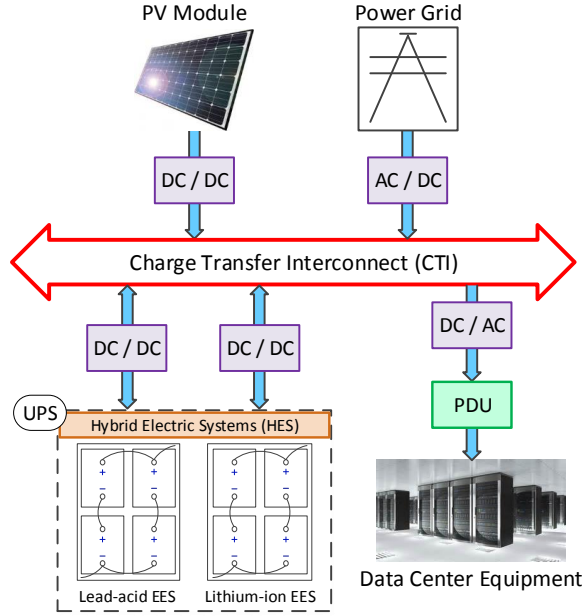 PV Module
Power Grid
DC / DC
AC / DC
Charge Transfer Interconnect (CTI)
DC / DC
DC / DC
DC / AC
UPS
PDU
Hybrid Electric Systems (HES)
+ + + +
- - - -
- - - -
+ + + +
Lead-acid EES
Lithium-ion EES
Data Center Equipment